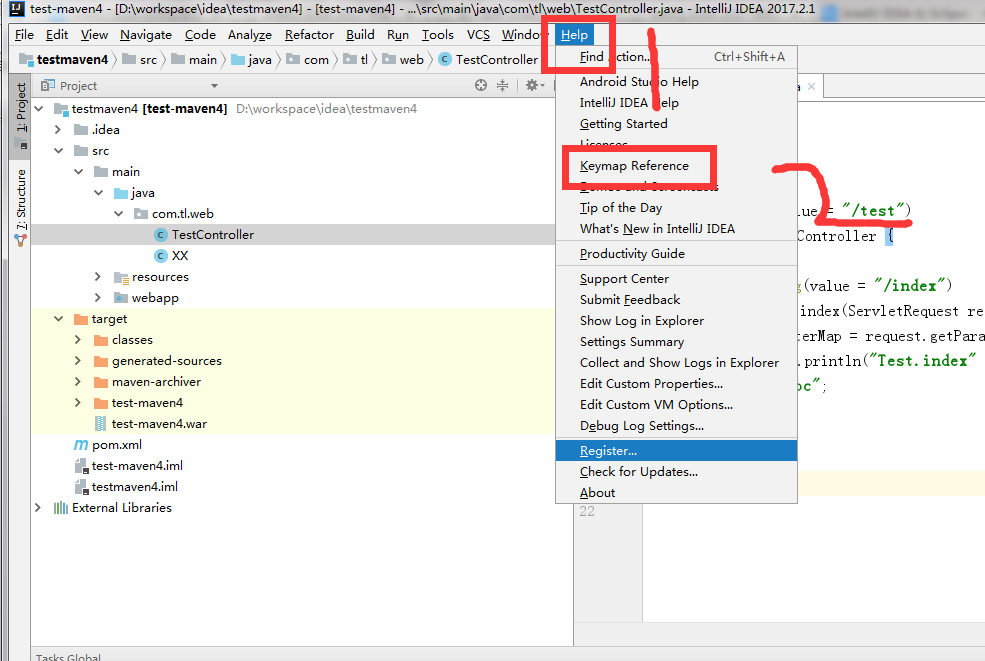 test-maven4 - [D:\workspace\idea\testmaven4] - [test-maven4] - ...\src\main\java\com\tl\web\TestController.java - IntelliJ IDEA 2017.2.1
File Edit View Navigate Code Analyze Refactor Build Run Tools VCS Window Help
testmaven4 src main java com tl web TestController
Project
1: Project
7: Structure
testmaven4 [test-maven4] D:\workspace\idea\testmaven4
.idea
src
main
java
com.tl.web
TestController
XX
resources
webapp
target
classes
generated-sources
maven-archiver
test-maven4
test-maven4.war
pom.xml
test-maven4.iml
testmaven4.iml
External Libraries
Find Action... Ctrl+Shift+A
Android Studio Help
IntelliJ IDEA Help
Getting Started
Licenses
Keymap Reference
Demos and Screencasts
Tip of the Day
What's New in IntelliJ IDEA
Productivity Guide
Support Center
Submit Feedback
Show Log in Explorer
Settings Summary
Collect and Show Logs in Explorer
Edit Custom Properties...
Edit Custom VM Options...
Debug Log Settings...
Register...
Check for Updates...
About
ue = "/test")
Controller {
(value = "/index")
index(ServletRequest re
terMap = request.getPara
.println("Test.index"
oc";
22
Tasks Global